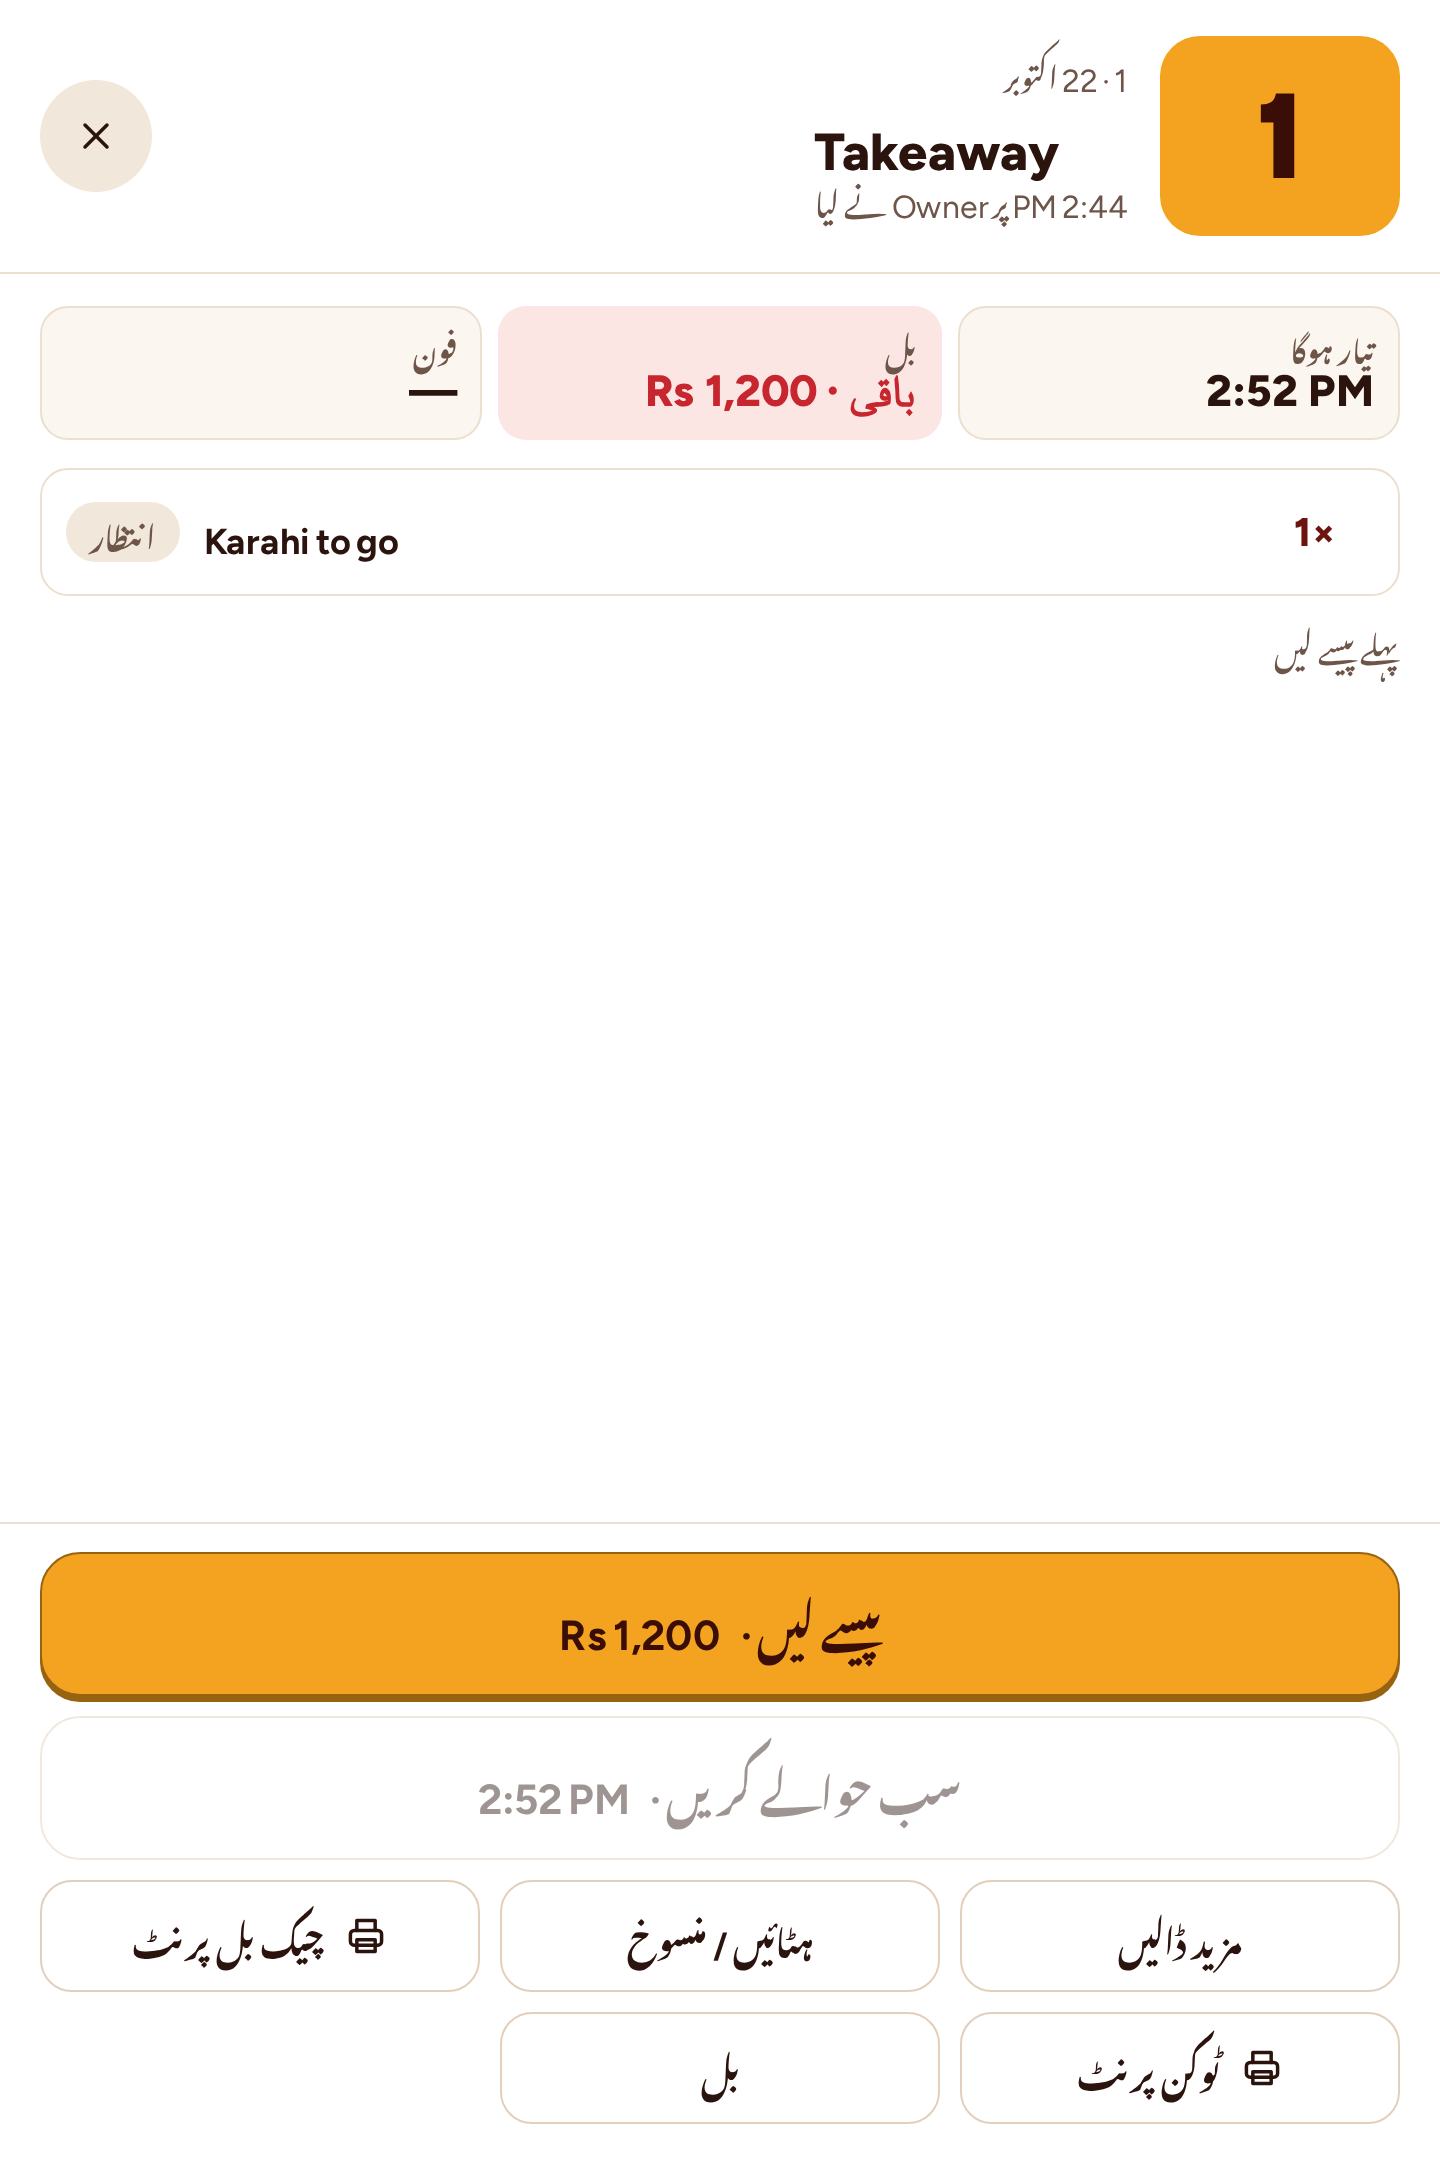 1
1 · 22 اکتوبر
Takeaway
2:44 PM پر Owner نے لیا
تیار ہوگا
2:52 PM
بل
باقی · Rs 1,200
فون
—
1×
Karahi to go
انتظار
پہلے پیسے لیں
پیسے لیں · Rs 1,200
سب حوالے کریں · 2:52 PM
مزید ڈالیں
ہٹائیں / منسوخ
چیک بل پرنٹ
ٹوکن پرنٹ
بل